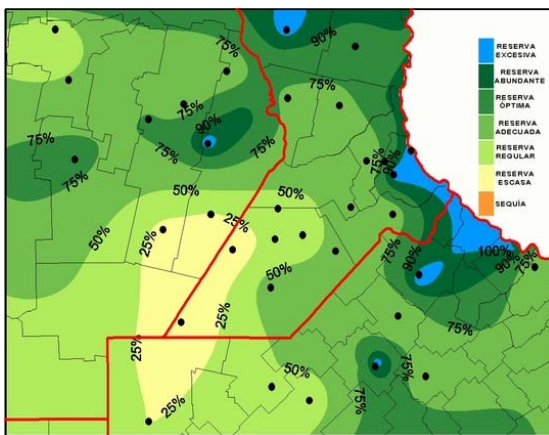 90%
75%
75%
75%
90%
75%
75%
75%
75%
90%
50%
50%
25%
50%
25%
50%
75%
90%
100%
90%
75%
25%
25%
75%
75%
50%
25%
75%
RESERVA
EXCESIVA
RESERVA
ABUNDANTE
RESERVA
ÓPTIMA
RESERVA
ADECUADA
RESERVA
REGULAR
RESERVA
ESCASA
SEQUÍA